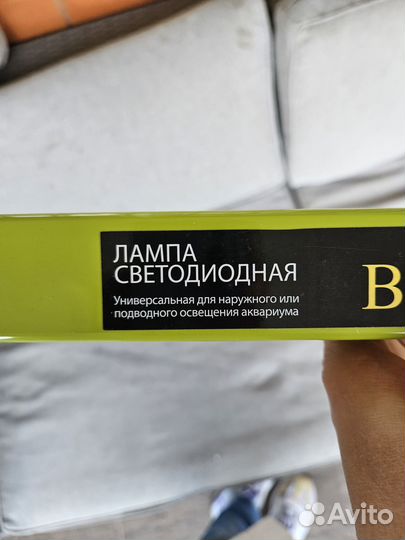 ЛАМПА
СВЕТОДИОДНАЯ
Универсальная для наружного или
подводного освещения аквариума
B
Avito